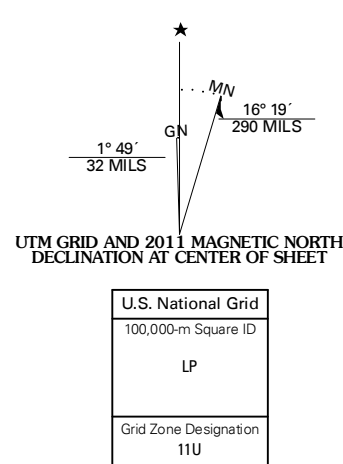 MN
GN
16° 19´
290 MILS
1° 49´
32 MILS
UTM GRID AND 2011 MAGNETIC NORTH
DECLINATION AT CENTER OF SHEET
U.S. National Grid
100,000-m Square ID
LP
Grid Zone Designation
11U